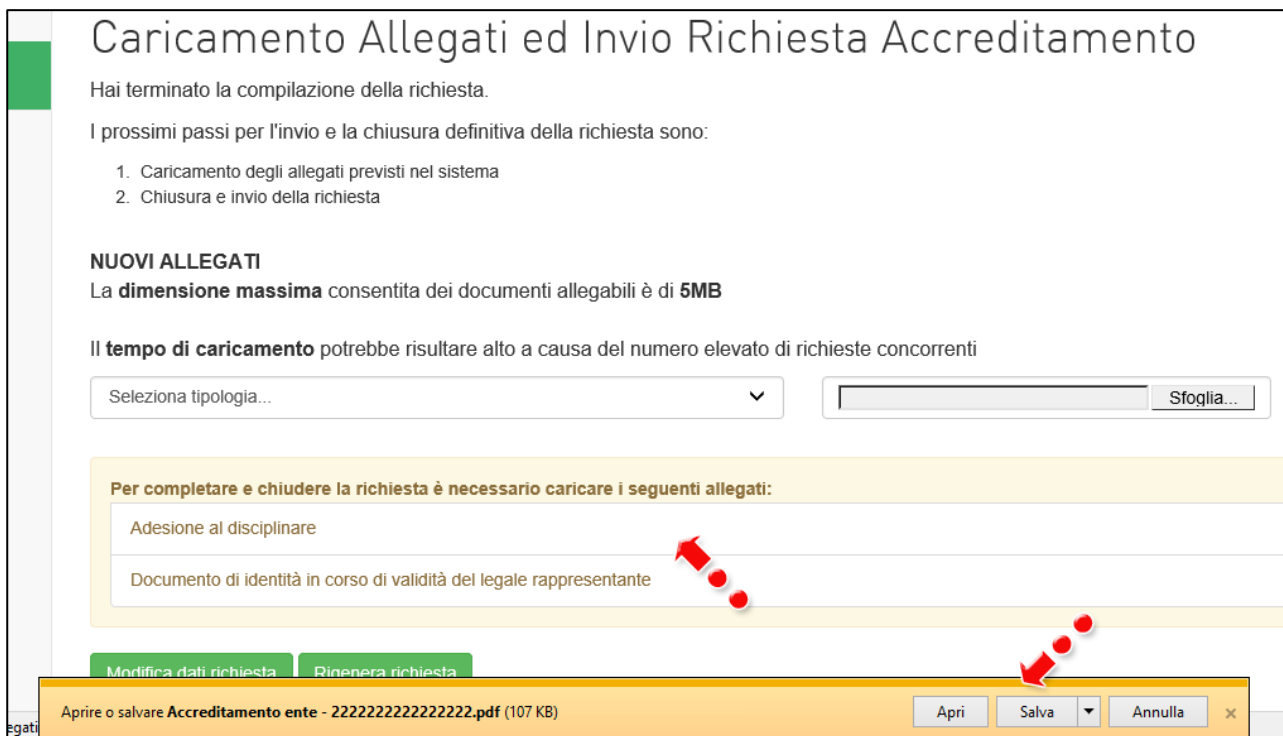 Caricamento Allegati ed Invio Richiesta Accreditamento
Hai terminato la compilazione della richiesta.
I prossimi passi per l'invio e la chiusura definitiva della richiesta sono:
1. Caricamento degli allegati previsti nel sistema
2. Chiusura e invio della richiesta
NUOVI ALLEGATI
La dimensione massima consentita dei documenti allegabili è di 5MB
Il tempo di caricamento potrebbe risultare alto a causa del numero elevato di richieste concorrenti
Seleziona tipologia... Sfoglia...
Per completare e chiudere la richiesta è necessario caricare i seguenti allegati:
Adesione al disciplinare
Documento di identità in corso di validità del legale rappresentante
Modifica dati richiesta Rigenera richiesta
Aprire o salvare Accreditamento ente - 2222222222222222.pdf (107 KB) Apri Salva Annulla
egati